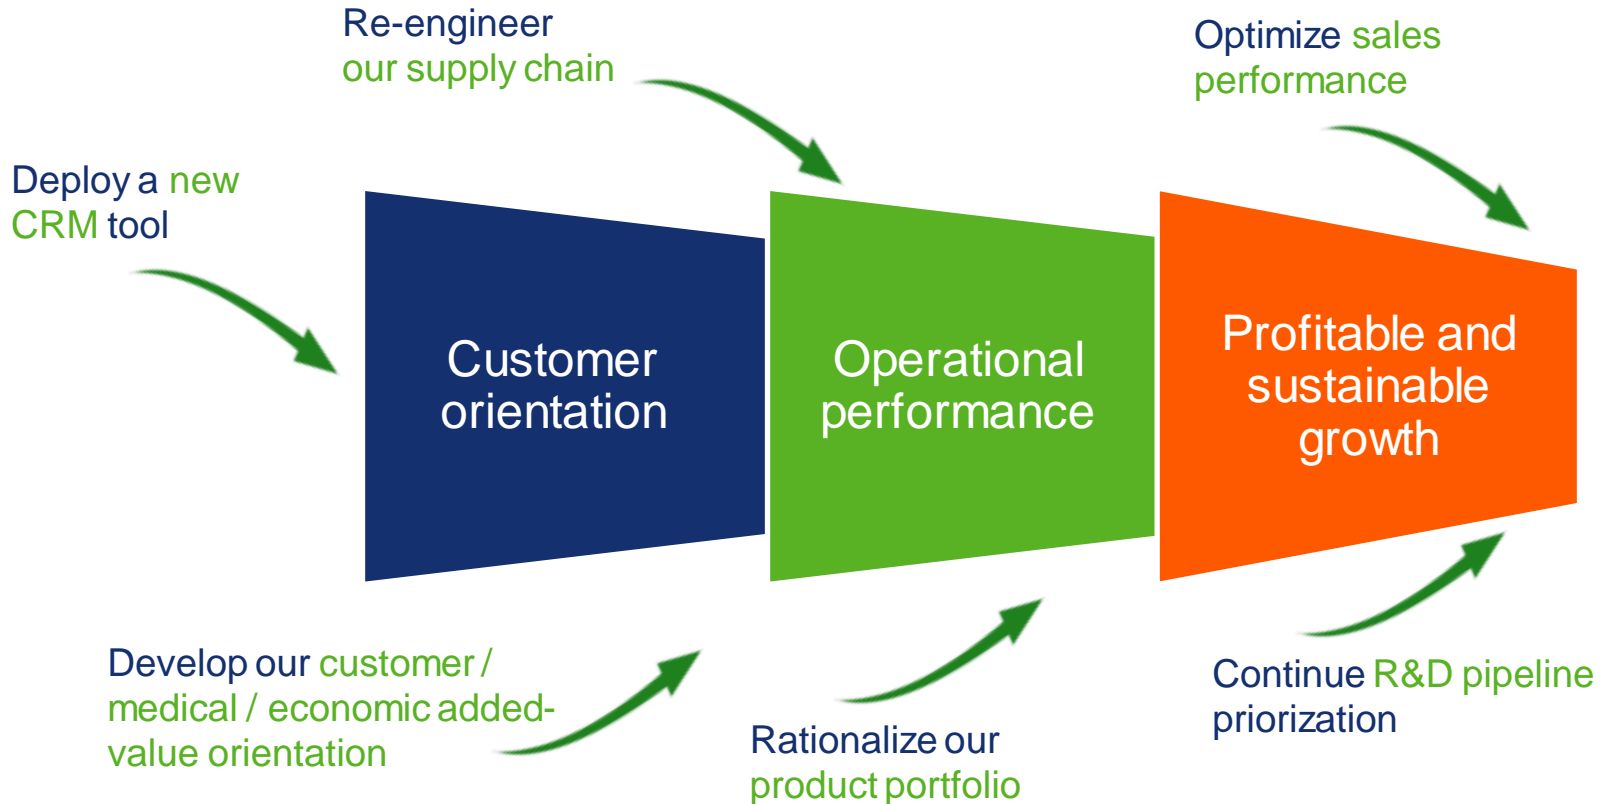 Re-engineer
our supply chain
Optimize sales
performance
Deploy a new
CRM tool
Customer
orientation
Operational
performance
Profitable and
sustainable
growth
Develop our customer /
medical / economic added-
value orientation
Rationalize our
product portfolio
Continue R&D pipeline
priorization